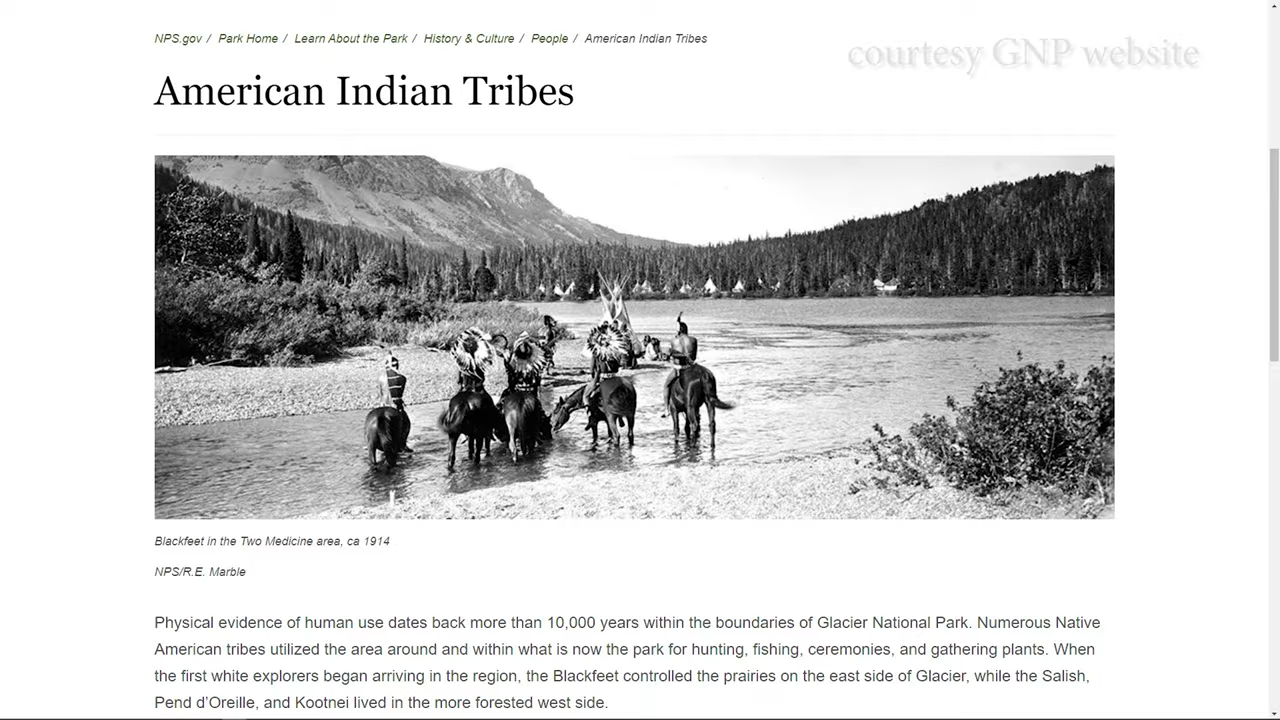 NPS.gov / Park Home / Learn About the Park / History & Culture / People / American Indian Tribes
courtesy GNP website
American Indian Tribes
Blackfeet in the Two Medicine area, ca 1914
NPS/R.E. Marble
Physical evidence of human use dates back more than 10,000 years within the boundaries of Glacier National Park. Numerous Native
American tribes utilized the area around and within what is now the park for hunting, fishing, ceremonies, and gathering plants. When
the first white explorers began arriving in the region, the Blackfeet controlled the prairies on the east side of Glacier, while the Salish,
Pend d’Oreille, and Kootnei lived in the more forested west side.